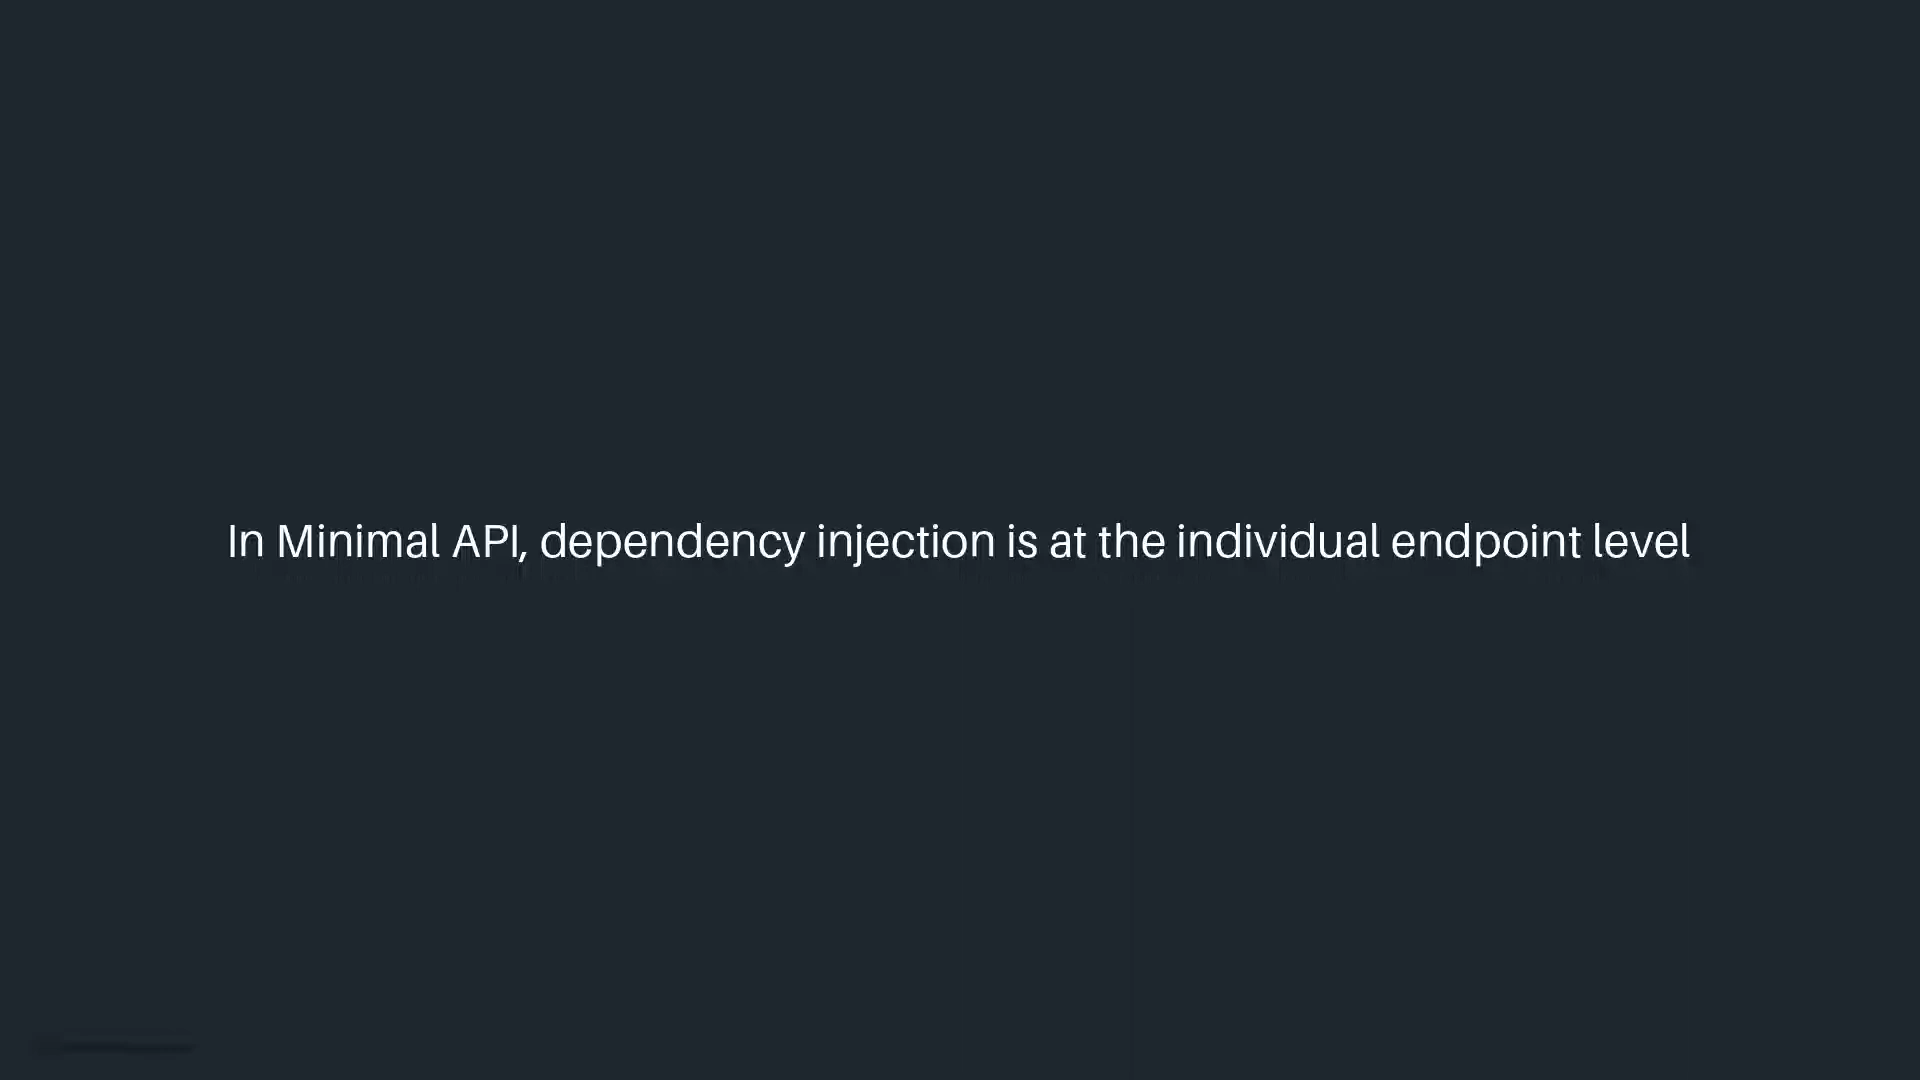 In Minimal API, dependency injection is at the individual endpoint level